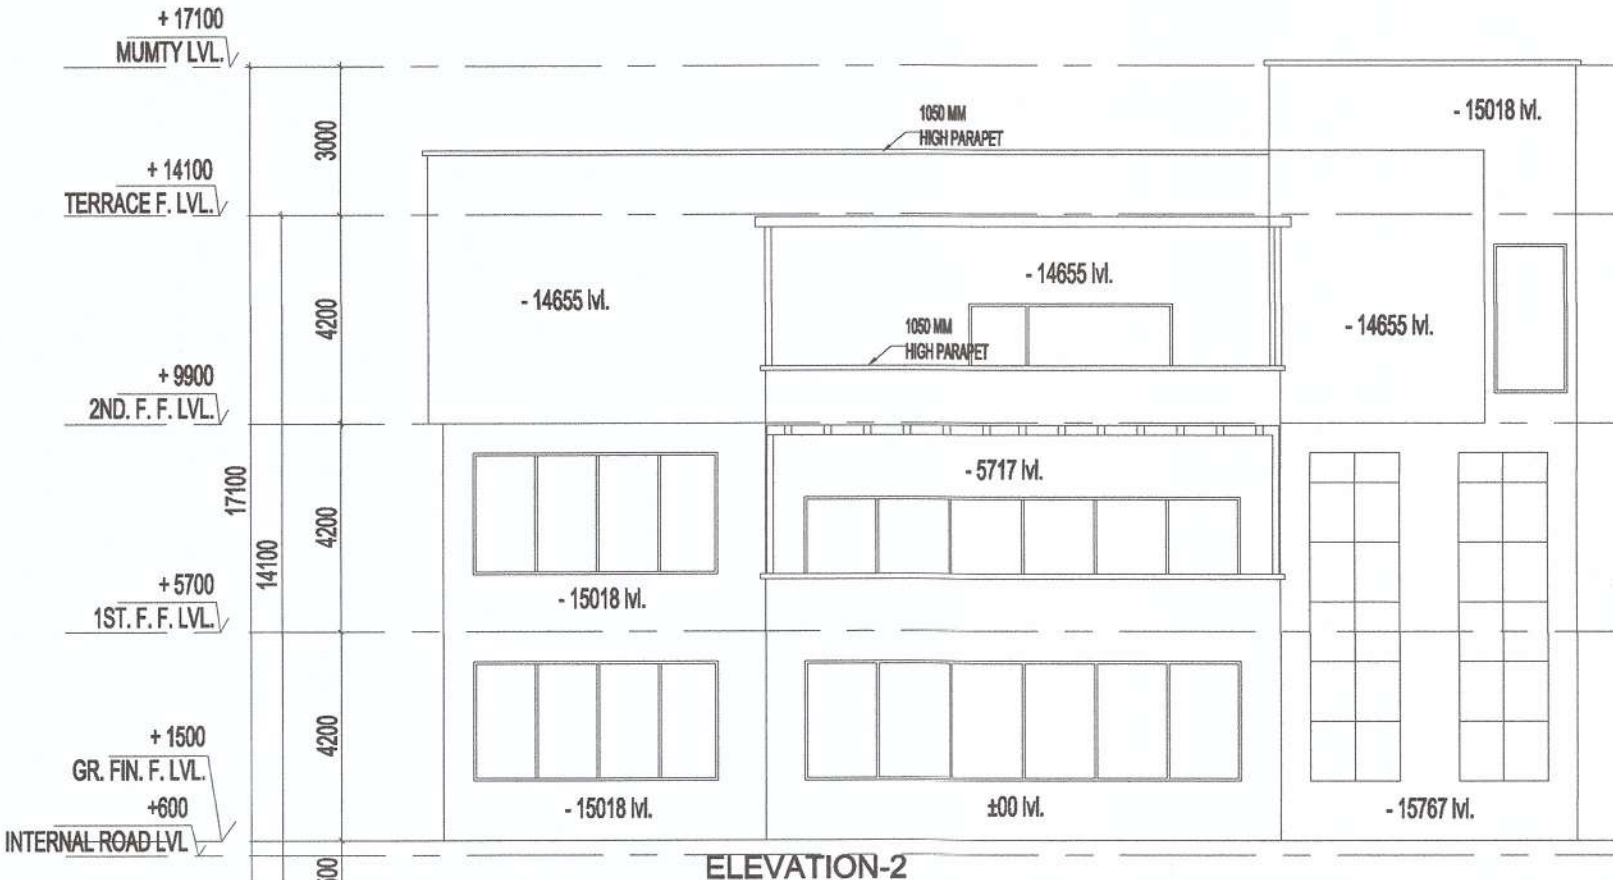 + 17100
MUMTY LVL.
1050 MM
HIGH PARAPET
- 15018 lvl.
3000
+ 14100
TERRACE F. LVL.
- 14655 lvl.
- 14655 lvl.
- 14655 lvl.
4200
1050 MM
HIGH PARAPET
+ 9900
2ND. F. F. LVL.
- 5717 lvl.
17100
4200
14100
+ 5700
1ST. F. F. LVL.
- 15018 lvl.
4200
+ 1500
GR. FIN. F. LVL.
+600
INTERNAL ROAD LVL
- 15018 lvl.
±00 lvl.
- 15767 lvl.
ELEVATION-2